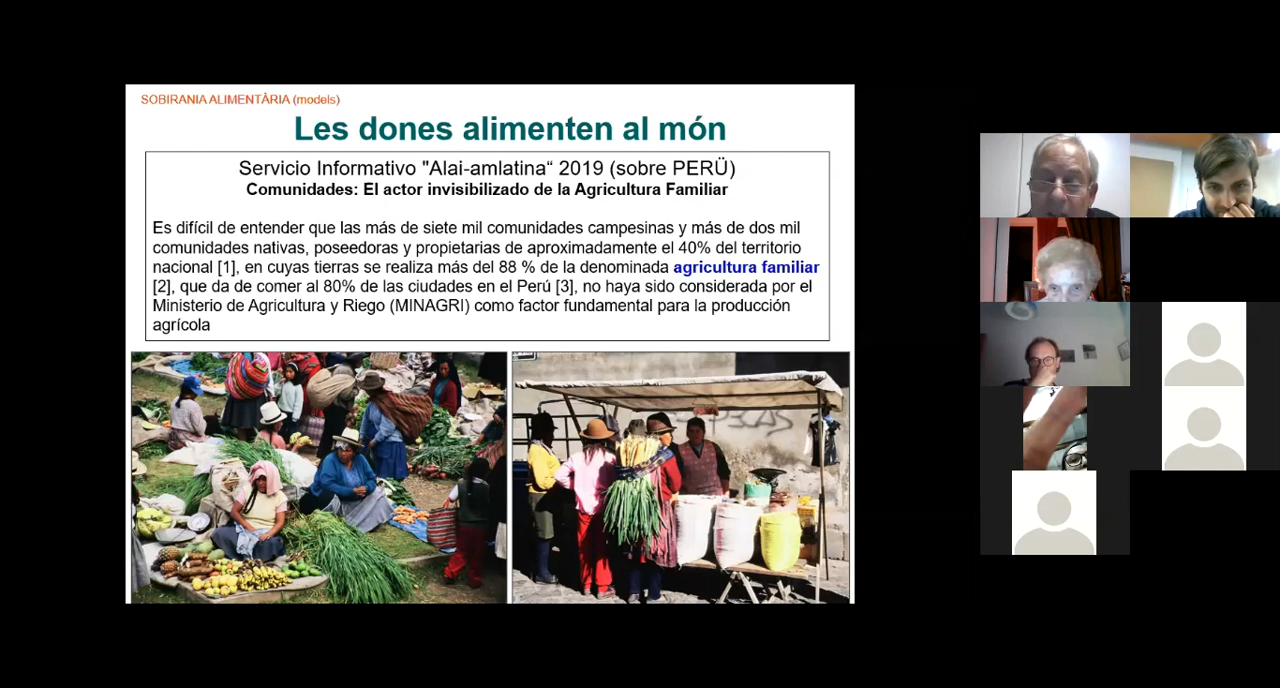 SOBIRANIA ALIMENTÀRIA (models)
Les dones alimenten al món
Servicio Informativo "Alai-amlatina“ 2019 (sobre PERÜ)
Comunidades: El actor invisibilizado de la Agricultura Familiar
Es difícil de entender que las más de siete mil comunidades campesinas y más de dos mil
comunidades nativas, poseedoras y propietarias de aproximadamente el 40% del territorio
nacional [1], en cuyas tierras se realiza más del 88 % de la denominada agricultura familiar
[2], que da de comer al 80% de las ciudades en el Perú [3], no haya sido considerada por el
Ministerio de Agricultura y Riego (MINAGRI) como factor fundamental para la producción
agrícola